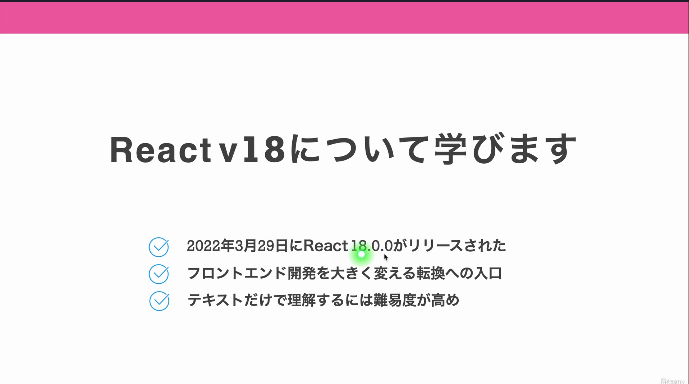 React v18について学びます
2022年3月29日にReact 18.0.0がリリースされた
フロントエンド開発を大きく変える転換への入口
テキストだけで理解するには難易度が高め